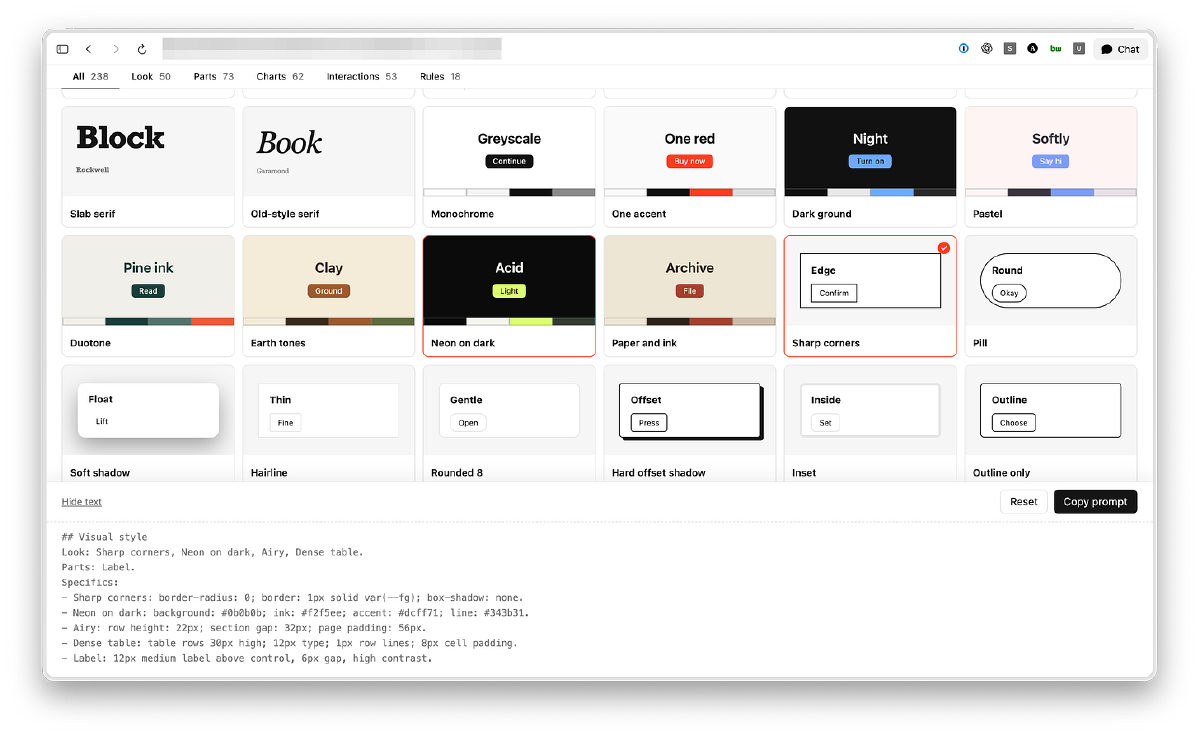 Chat
All 238 Look 50 Parts 73 Charts 62 Interactions 53 Rules 18
Block
Rockwell
Slab serif
Book
Garamond
Old-style serif
Greyscale
Continue
Monochrome
One red
Buy now
One accent
Night
Turn on
Dark ground
Softly
Say hi
Pastel
Pine ink
Read
Duotone
Clay
Ground
Earth tones
Acid
Light
Neon on dark
Archive
File
Paper and ink
Edge
Confirm
Sharp corners
Round
Okay
Pill
Float
Lift
Soft shadow
Thin
Fine
Hairline
Gentle
Open
Rounded 8
Offset
Press
Hard offset shadow
Inside
Set
Inset
Outline
Choose
Outline only
Hide text
Reset
Copy prompt
## Visual style
Look: Sharp corners, Neon on dark, Airy, Dense table.
Parts: Label.
Specifics:
- Sharp corners: border-radius: 0; border: 1px solid var(--fg); box-shadow: none.
- Neon on dark: background: #0b0b0b; ink: #f2f5ee; accent: #dcff71; line: #343b31.
- Airy: row height: 22px; section gap: 32px; page padding: 56px.
- Dense table: table rows 30px high; 12px type; 1px row lines; 8px cell padding.
- Label: 12px medium label above control, 6px gap, high contrast.